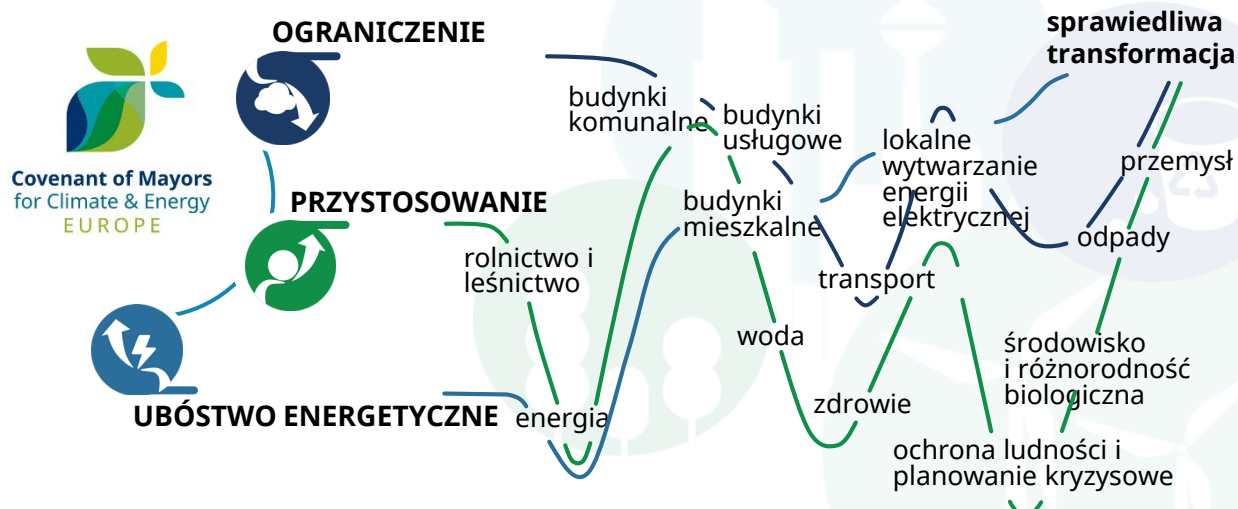 OGRANICZENIE
sprawiedliwa
transformacja
budynki
komunalne
budynki
usługowe
lokalne
wytwarzanie
energii
elektrycznej
przemysł
Covenant of Mayors
for Climate & Energy
EUROPE
PRZYSTOSOWANIE
budynki
mieszkalne
rolnictwo i
leśnictwo
odpady
transport
woda
środowisko
i różnorodność
biologiczna
UBÓSTWO ENERGETYCZNE
energia
zdrowie
ochrona ludności i
planowanie kryzysowe